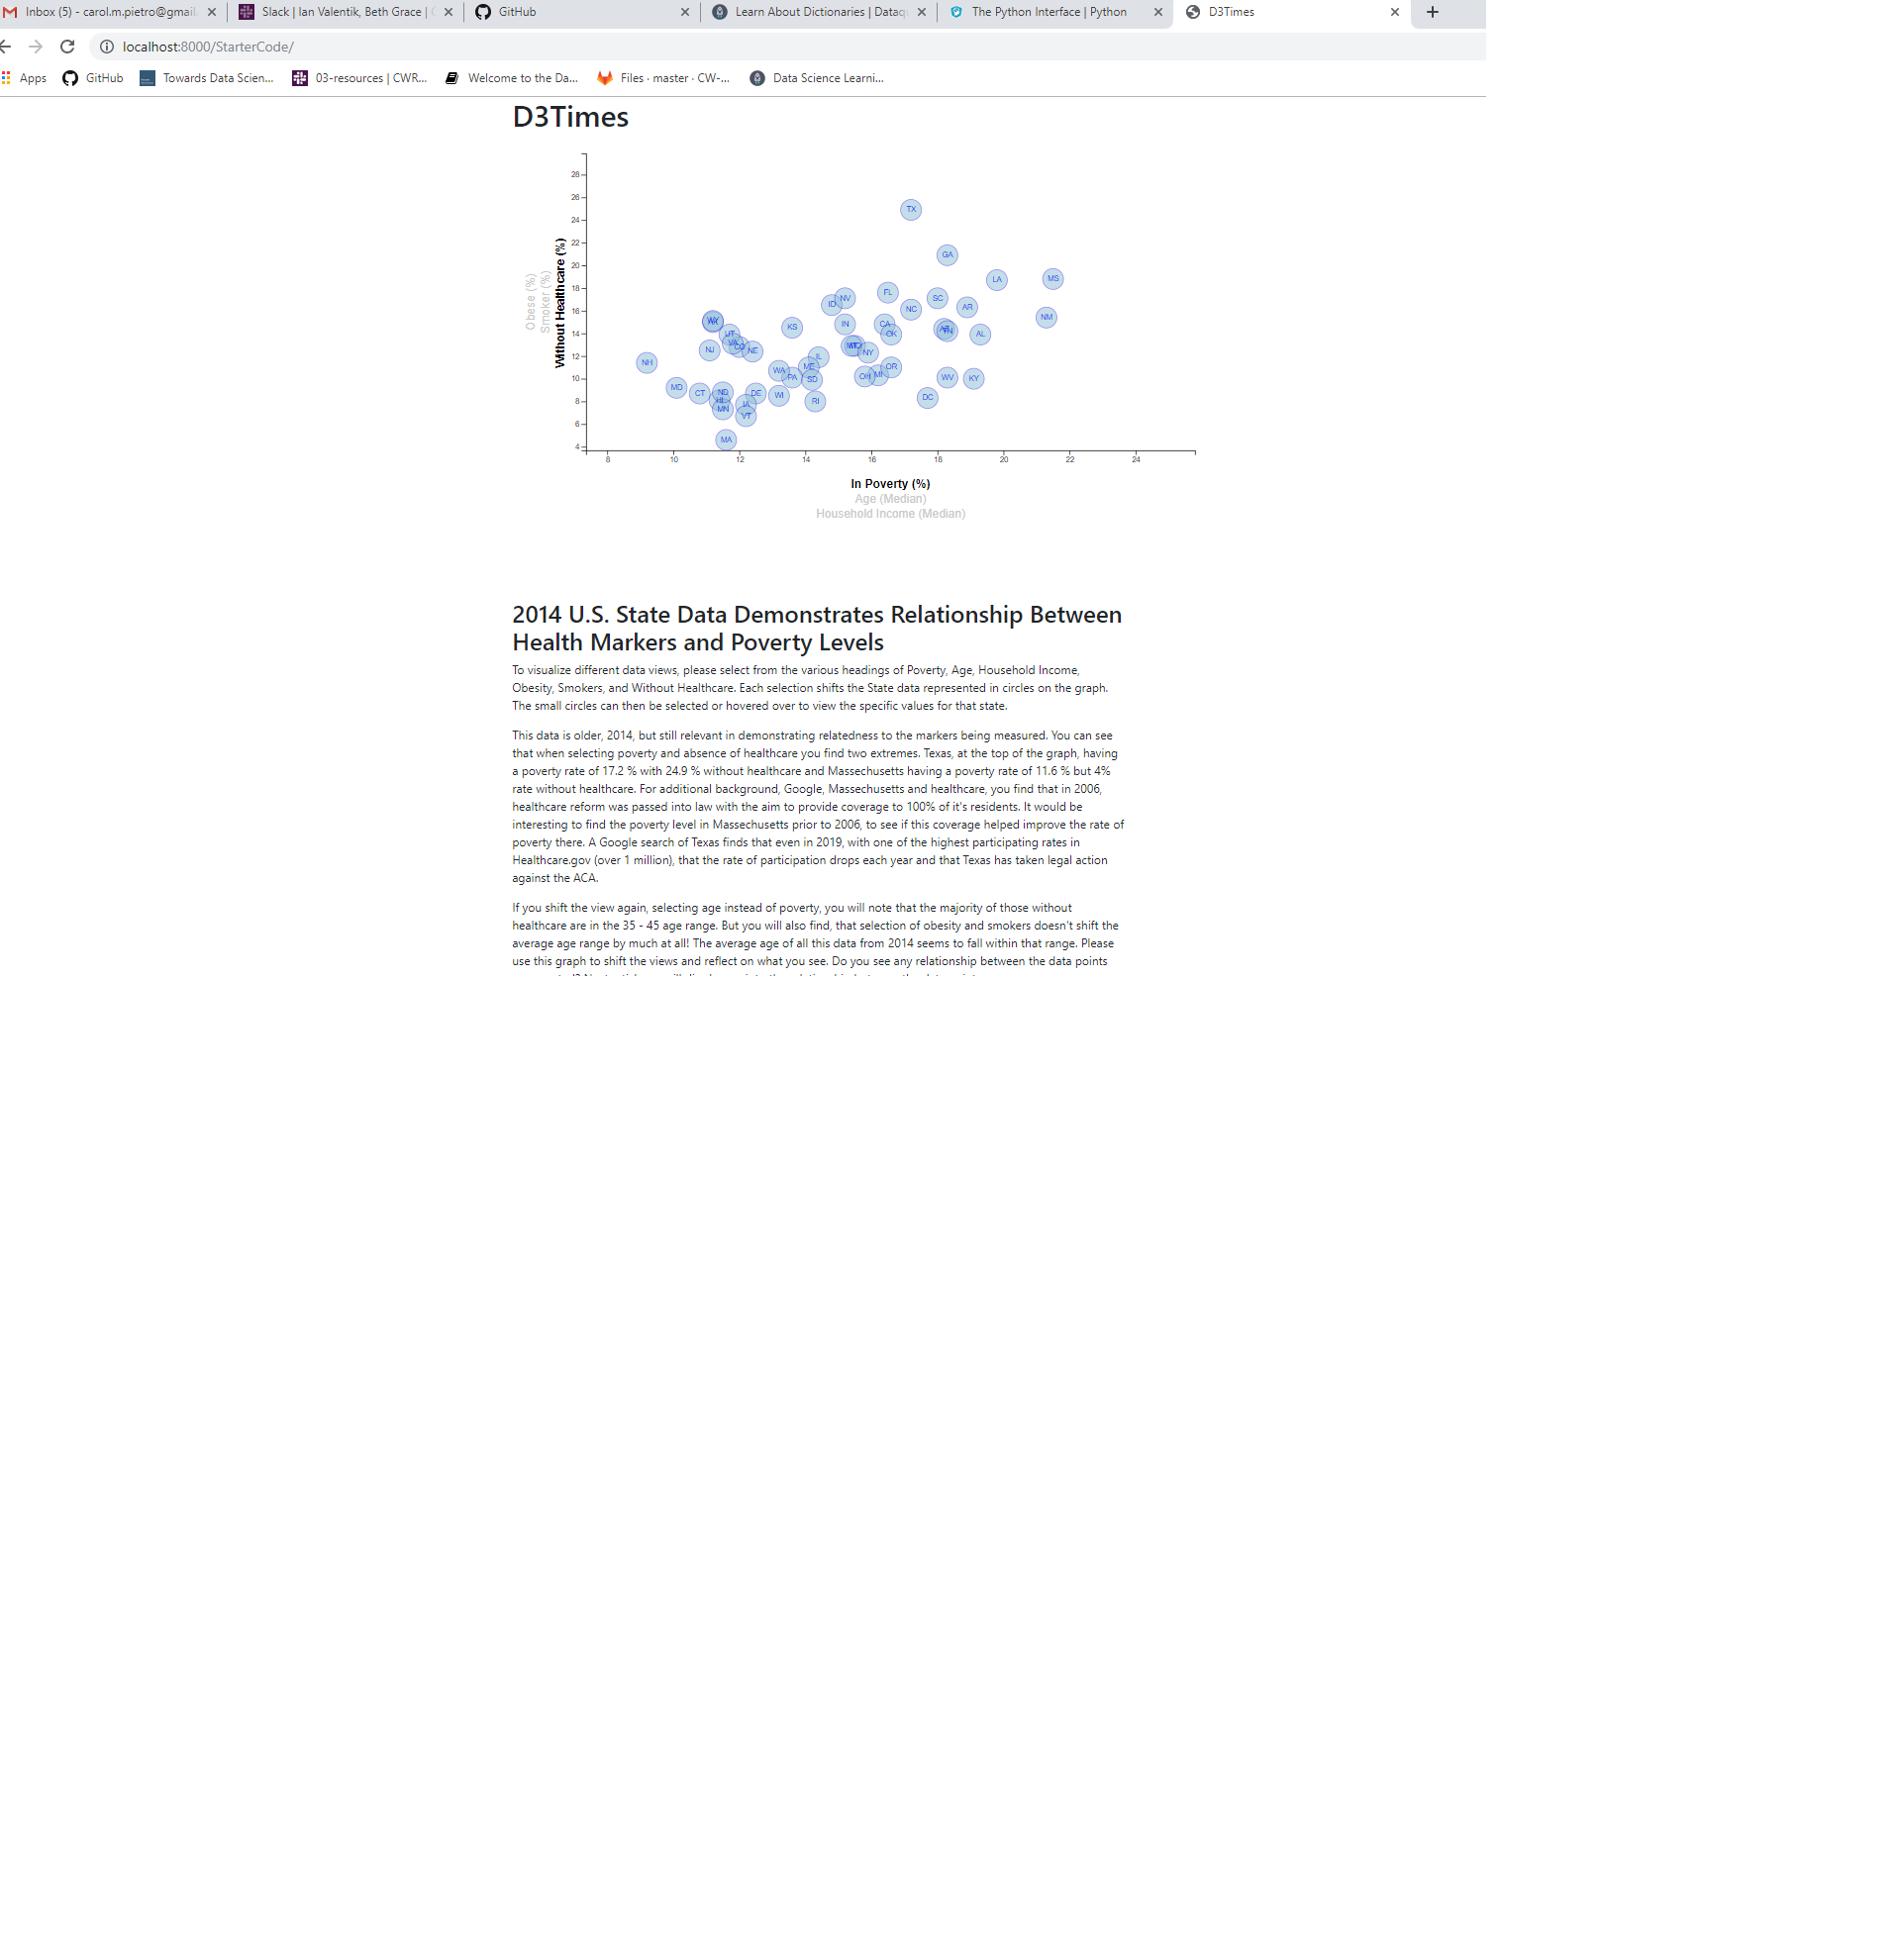 Inbox (5) - carol.m.pietro@gmail.
Slack | Ian Valentik, Beth Grace |
GitHub
Learn About Dictionaries | Dataq
The Python Interface | Python
D3Times
localhost:8000/StarterCode/
Apps
GitHub
Towards Data Scien...
03-resources | CWR...
Welcome to the Da...
Files · master · CW-...
Data Science Learni...
D3Times
28
26
24
22
20
18
16
14
12
10
8
6
4
Obese (%)
Smoker (%)
Without Healthcare (%)
TX
GA
LA
MS
FL
SC
NV
ID
NC
AR
NM
WY
IN
CA
KS
UT
OK
TN
AL
VA
NJ
NE
NY
IL
NH
ME
OR
WA
PA
SD
OH
MI
WV
KY
MD
CT
ND
DE
WI
RI
DC
HI
IA
MN
VT
MA
8 10 12 14 16 18 20 22 24
In Poverty (%)
Age (Median)
Household Income (Median)
2014 U.S. State Data Demonstrates Relationship Between
Health Markers and Poverty Levels
To visualize different data views, please select from the various headings of Poverty, Age, Household Income,
Obesity, Smokers, and Without Healthcare. Each selection shifts the State data represented in circles on the graph.
The small circles can then be selected or hovered over to view the specific values for that state.
This data is older, 2014, but still relevant in demonstrating relatedness to the markers being measured. You can see
that when selecting poverty and absence of healthcare you find two extremes. Texas, at the top of the graph, having
a poverty rate of 17.2 % with 24.9 % without healthcare and Massechusetts having a poverty rate of 11.6 % but 4%
rate without healthcare. For additional background, Google, Massechusetts and healthcare, you find that in 2006,
healthcare reform was passed into law with the aim to provide coverage to 100% of it's residents. It would be
interesting to find the poverty level in Massechusetts prior to 2006, to see if this coverage helped improve the rate of
poverty there. A Google search of Texas finds that even in 2019, with one of the highest participating rates in
Healthcare.gov (over 1 million), that the rate of participation drops each year and that Texas has taken legal action
against the ACA.
If you shift the view again, selecting age instead of poverty, you will note that the majority of those without
healthcare are in the 35 - 45 age range. But you will also find, that selection of obesity and smokers doesn't shift the
average age range by much at all! The average age of all this data from 2014 seems to fall within that range. Please
use this graph to shift the views and reflect on what you see. Do you see any relationship between the data points